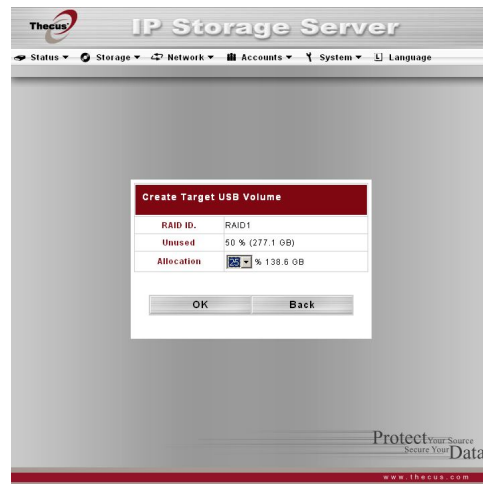 Thecus IP Storage Server
Status Storage Network Accounts System L Language
Create Target USB Volume
RAID ID. RAID1
Unused 50 % (277.1 GB)
Allocation 25 % 138.6 GB
OK Back
Protect Your Source
Secure Your Data
www.thecus.com